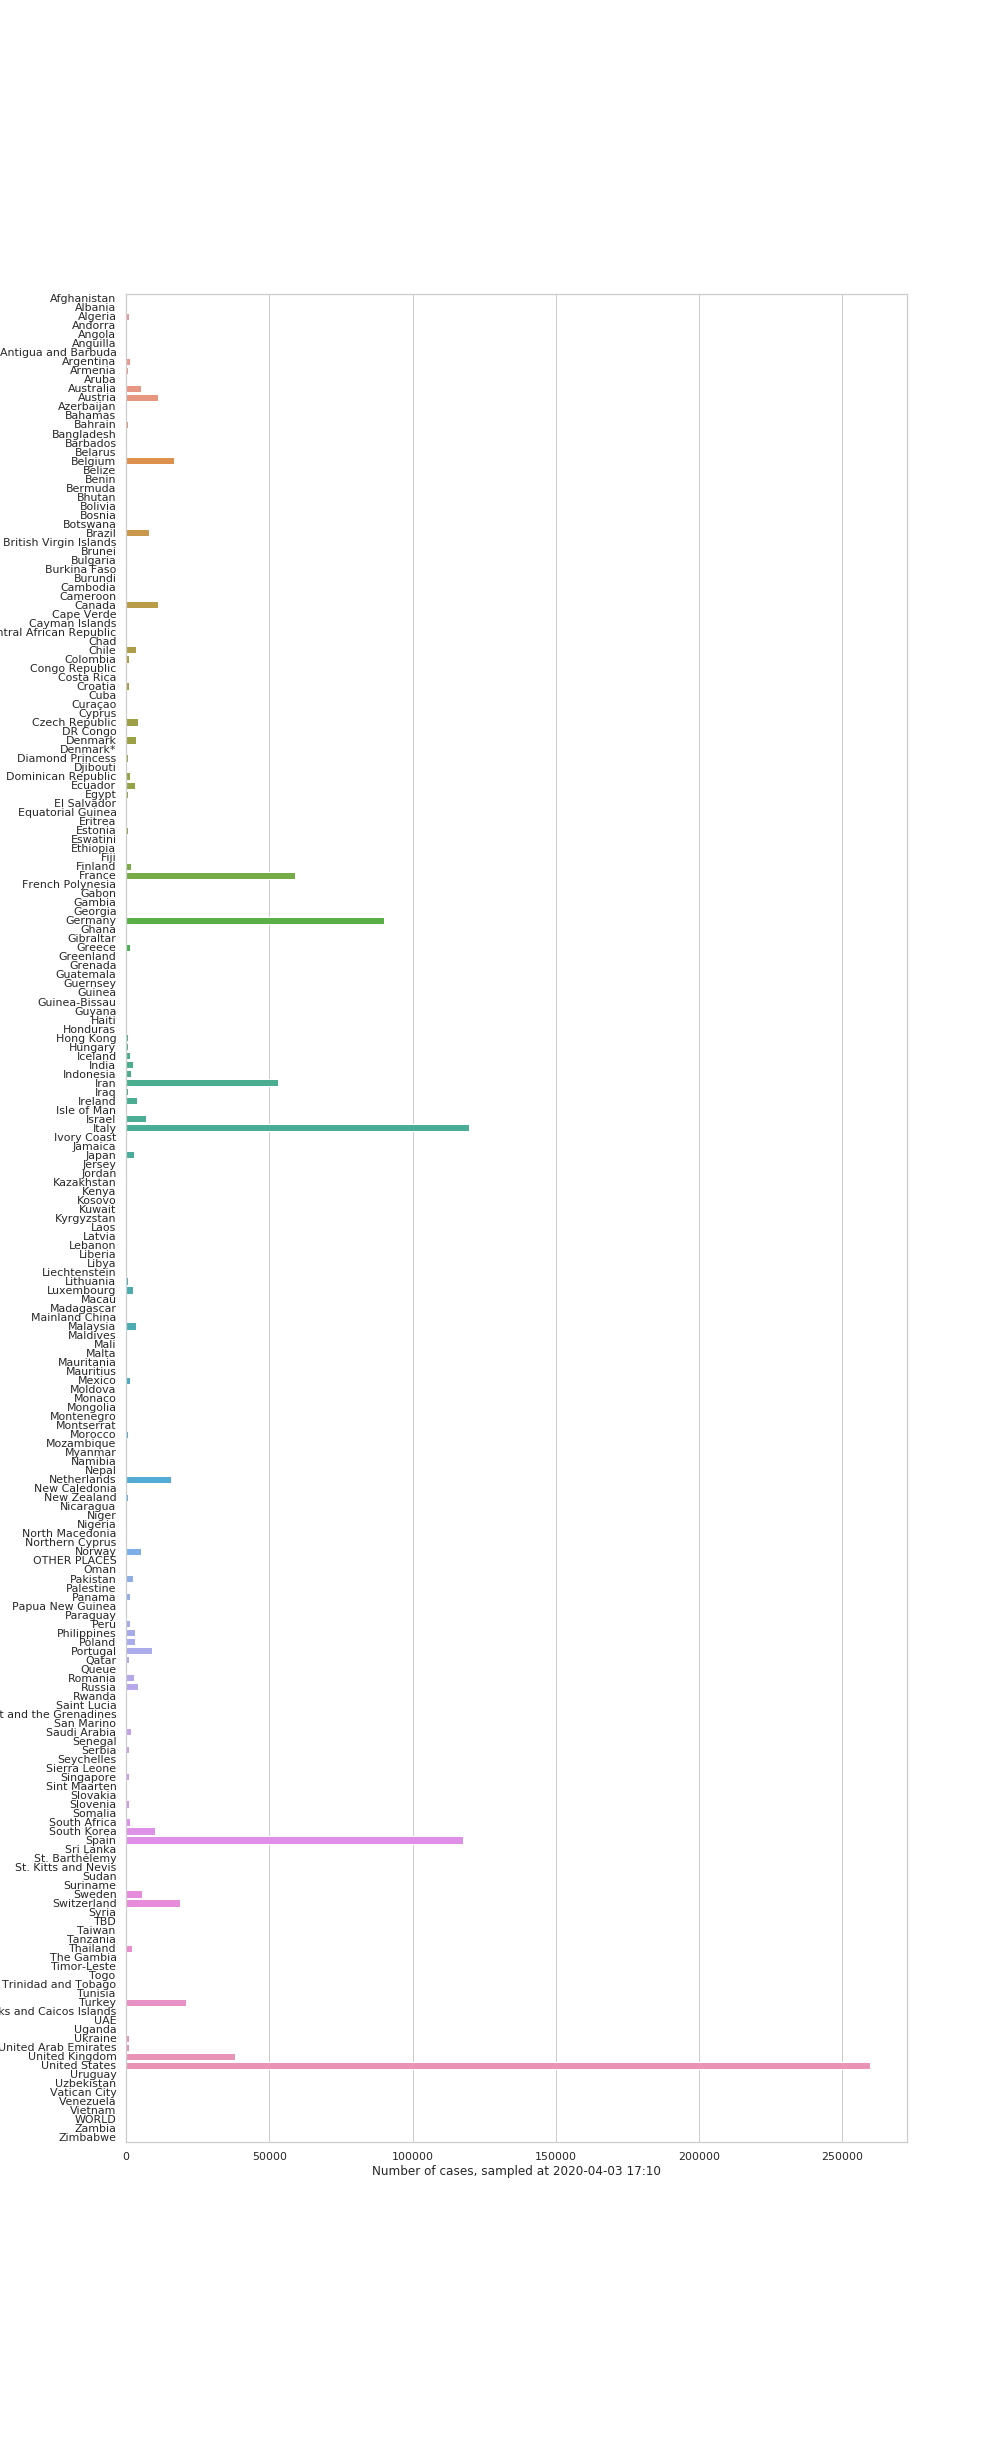 Afghanistan
Albania
Algeria
Andorra
Angola
Anguilla
Antigua and Barbuda
Argentina
Armenia
Aruba
Australia
Austria
Azerbaijan
Bahamas
Bahrain
Bangladesh
Barbados
Belarus
Belgium
Belize
Benin
Bermuda
Bhutan
Bolivia
Bosnia
Botswana
Brazil
British Virgin Islands
Brunei
Bulgaria
Burkina Faso
Burundi
Cambodia
Cameroon
Canada
Cape Verde
Cayman Islands
ntral African Republic
Chad
Chile
Colombia
Congo Republic
Costa Rica
Croatia
Cuba
Curaçao
Cyprus
Czech Republic
DR Congo
Denmark
Denmark*
Diamond Princess
Djibouti
Dominican Republic
Ecuador
Egypt
El Salvador
Equatorial Guinea
Eritrea
Estonia
Eswatini
Ethiopia
Fiji
Finland
France
French Polynesia
Gabon
Gambia
Georgia
Germany
Ghana
Gibraltar
Greece
Greenland
Grenada
Guatemala
Guernsey
Guinea
Guinea-Bissau
Guyana
Haiti
Honduras
Hong Kong
Hungary
Iceland
India
Indonesia
Iran
Iraq
Ireland
Isle of Man
Israel
Italy
Ivory Coast
Jamaica
Japan
Jersey
Jordan
Kazakhstan
Kenya
Kosovo
Kuwait
Kyrgyzstan
Laos
Latvia
Lebanon
Liberia
Libya
Liechtenstein
Lithuania
Luxembourg
Macau
Madagascar
Mainland China
Malaysia
Maldives
Mali
Malta
Mauritania
Mauritius
Mexico
Moldova
Monaco
Mongolia
Montenegro
Montserrat
Morocco
Mozambique
Myanmar
Namibia
Nepal
Netherlands
New Caledonia
New Zealand
Nicaragua
Niger
Nigeria
North Macedonia
Northern Cyprus
Norway
OTHER PLACES
Oman
Pakistan
Palestine
Panama
Papua New Guinea
Paraguay
Peru
Philippines
Poland
Portugal
Qatar
Queue
Romania
Russia
Rwanda
Saint Lucia
t and the Grenadines
San Marino
Saudi Arabia
Senegal
Serbia
Seychelles
Sierra Leone
Singapore
Sint Maarten
Slovakia
Slovenia
Somalia
South Africa
South Korea
Spain
Sri Lanka
St. Barthélemy
St. Kitts and Nevis
Sudan
Suriname
Sweden
Switzerland
Syria
TBD
Taiwan
Tanzania
Thailand
The Gambia
Timor-Leste
Togo
Trinidad and Tobago
Tunisia
Turkey
ks and Caicos Islands
UAE
Uganda
Ukraine
United Arab Emirates
United Kingdom
United States
Uruguay
Uzbekistan
Vatican City
Venezuela
Vietnam
WORLD
Zambia
Zimbabwe
0 50000 100000 150000 200000 250000
Number of cases, sampled at 2020-04-03 17:10